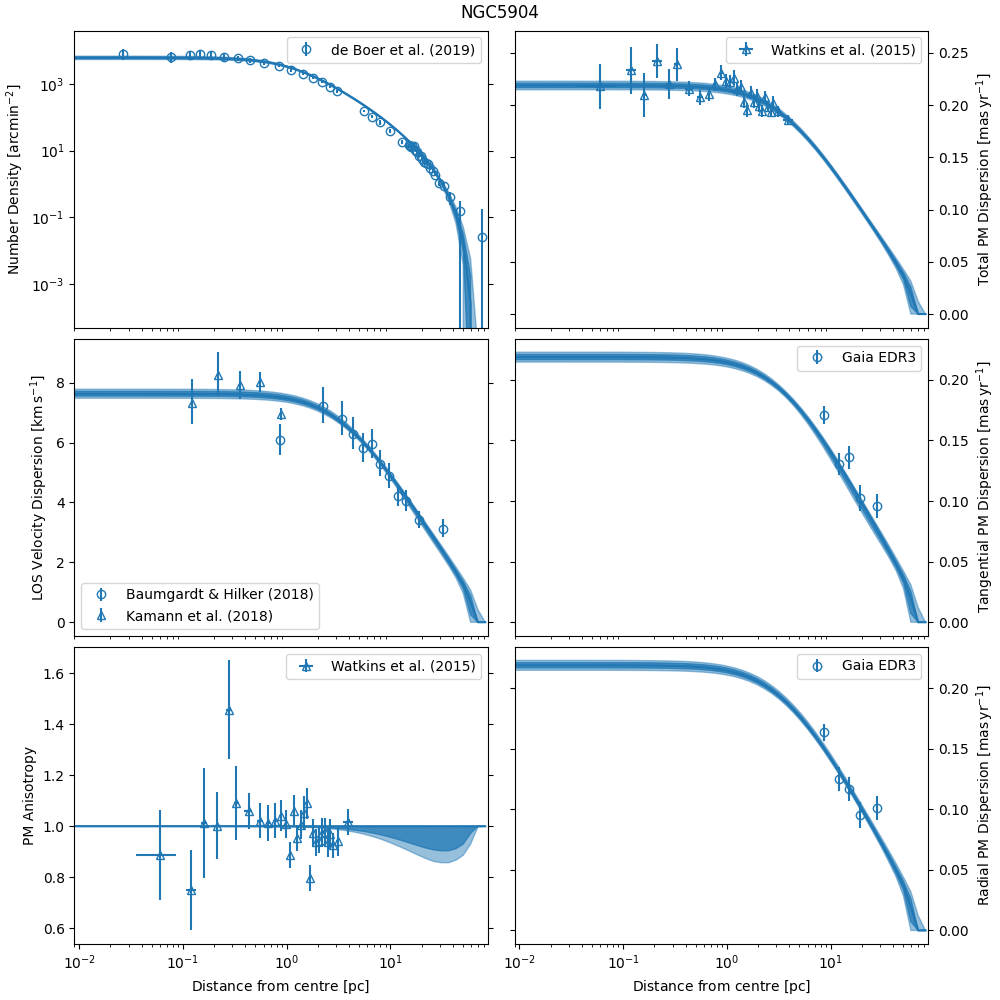 NGC5904
de Boer et al. (2019)
Number Density [arcmin⁻²]
10³
10¹
10⁻¹
10⁻³
Watkins et al. (2015)
0.25
0.20
0.15
0.10
0.05
0.00
Total PM Dispersion [mas yr⁻¹]
LOS Velocity Dispersion [km s⁻¹]
8
6
4
2
0
Baumgardt & Hilker (2018)
Kamann et al. (2018)
Gaia EDR3
0.20
0.15
0.10
0.05
0.00
Tangential PM Dispersion [mas yr⁻¹]
PM Anisotropy
1.6
1.4
1.2
1.0
0.8
0.6
Watkins et al. (2015)
10⁻² 10⁻¹ 10⁰ 10¹
Distance from centre [pc]
Gaia EDR3
0.20
0.15
0.10
0.05
0.00
Radial PM Dispersion [mas yr⁻¹]
10⁻² 10⁻¹ 10⁰ 10¹
Distance from centre [pc]